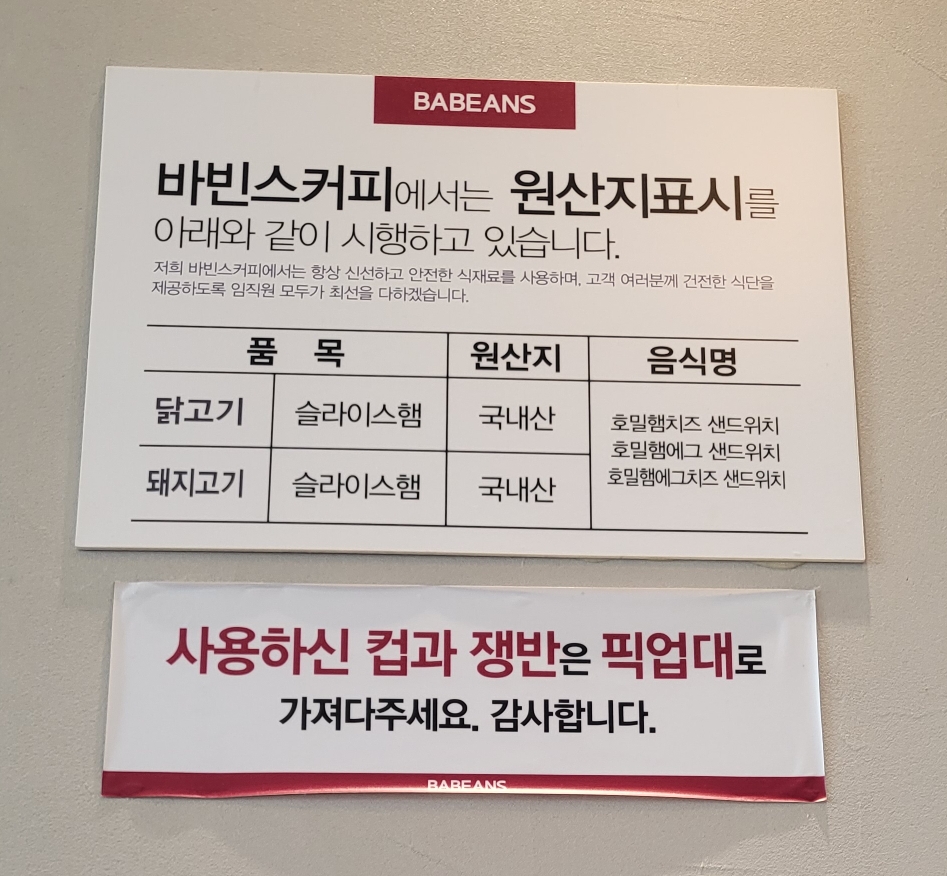 BABEANS
바빈스커피에서는 원산지표시를
아래와 같이 시행하고 있습니다.
저희 바빈스커피에서는 항상 신선하고 안전한 식재료를 사용하며, 고객 여러분께 건전한 식단을
제공하도록 임직원 모두가 최선을 다하겠습니다.
품 목 원산지 음식명
닭고기 슬라이스햄 국내산
호밀햄치즈 샌드위치
호밀햄에그 샌드위치
호밀햄에그치즈 샌드위치
돼지고기 슬라이스햄 국내산
사용하신 컵과 쟁반은 픽업대로
가져다주세요. 감사합니다.
BABEANS